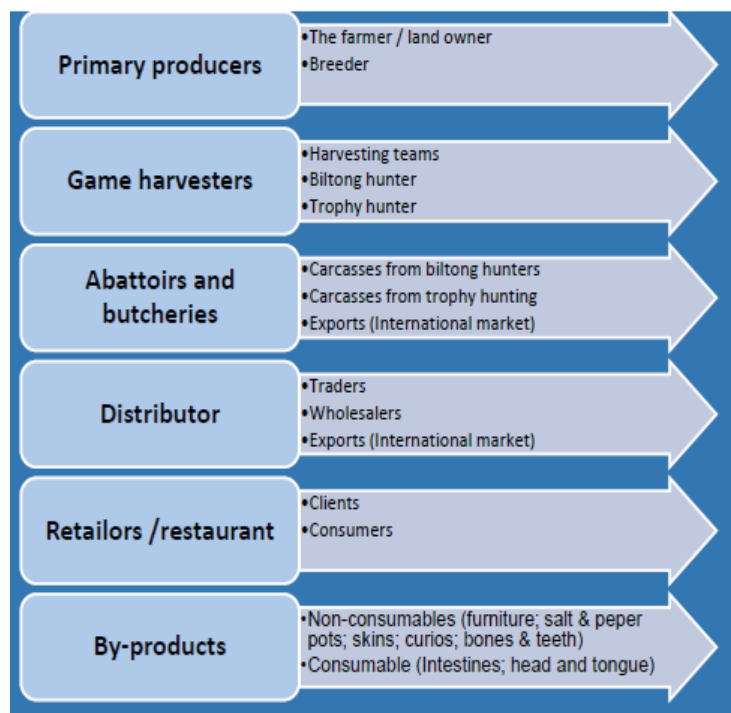 Primary producers
•The farmer / land owner
•Breeder
Game harvesters
•Harvesting teams
•Biltong hunter
•Trophy hunter
Abattoirs and
butcheries
•Carcasses from biltong hunters
•Carcasses from trophy hunting
•Exports (International market)
Distributor
•Traders
•Wholesalers
•Exports (International market)
Retailors /restaurant
•Clients
•Consumers
By-products
•Non-consumables (furniture; salt & peper
pots; skins; curios; bones & teeth)
•Consumable (Intestines; head and tongue)